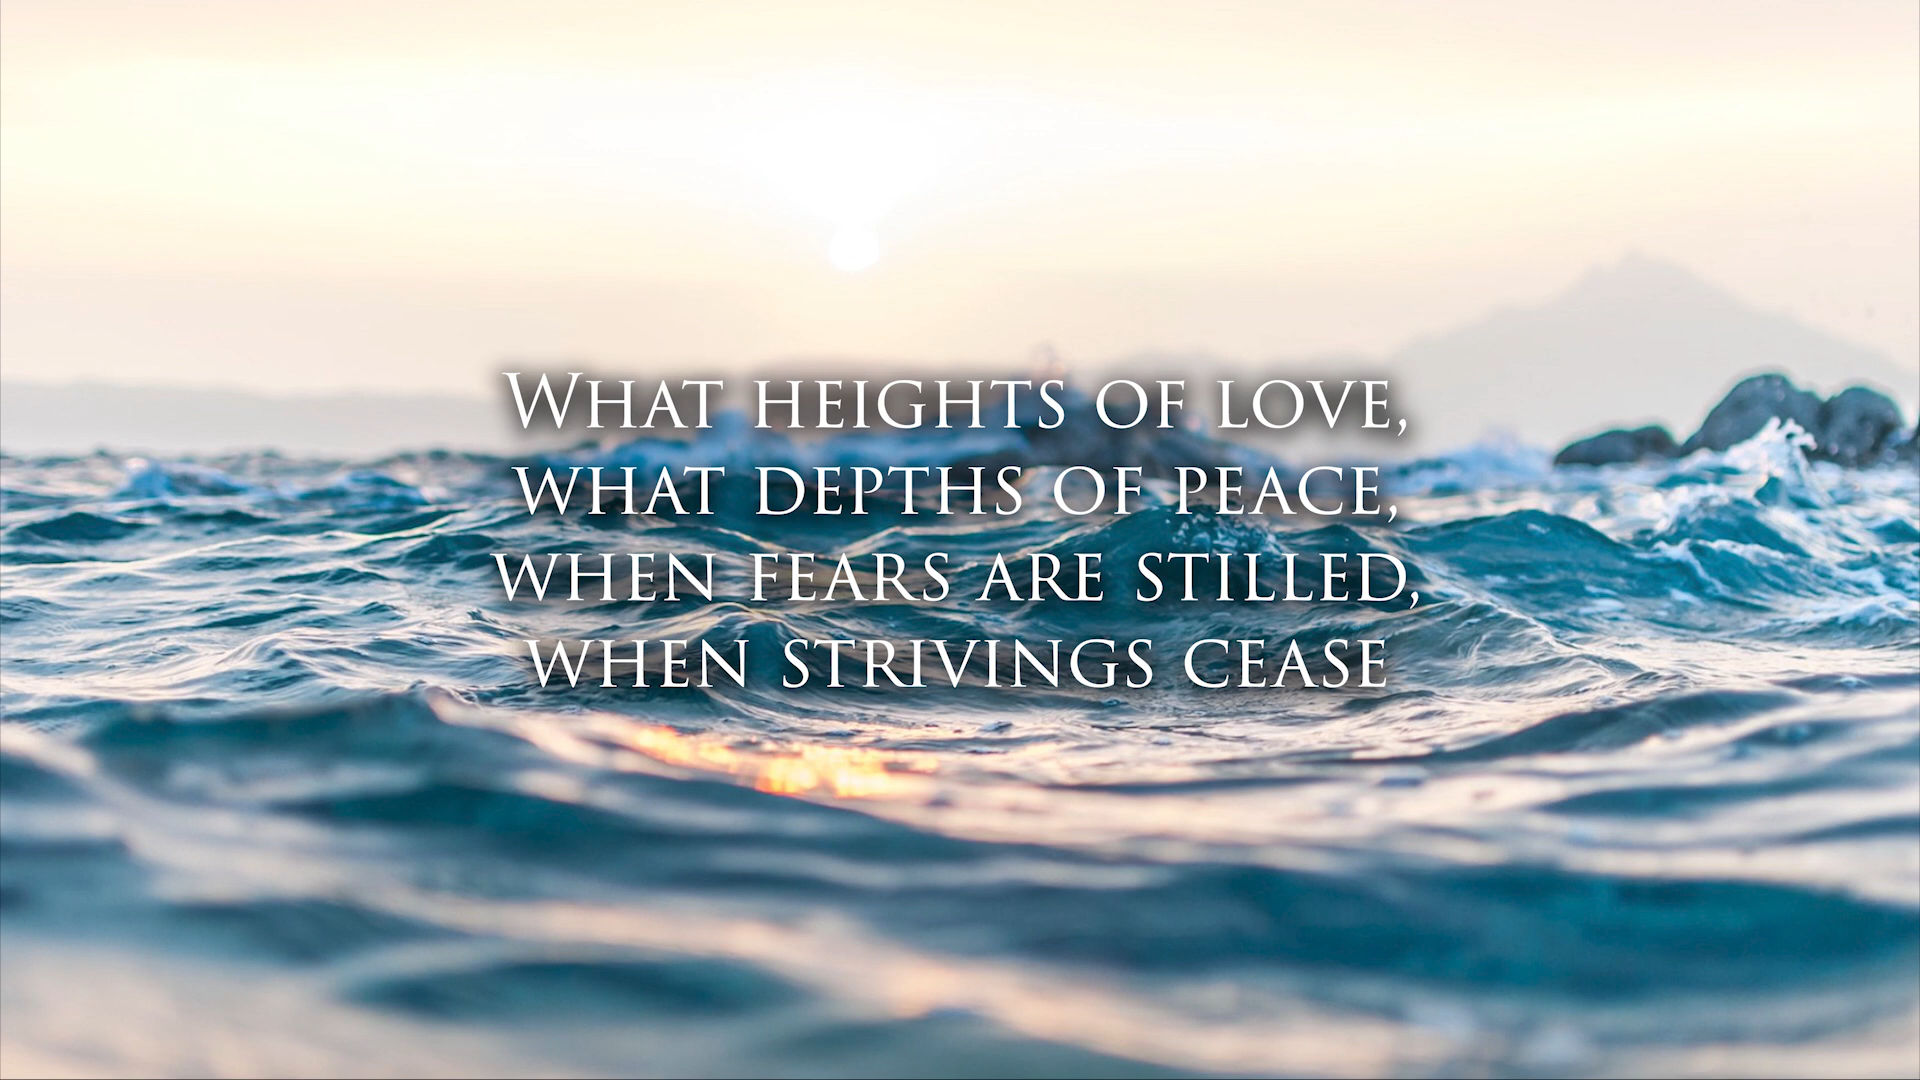 What heights of love,
what depths of peace,
when fears are stilled,
when strivings cease